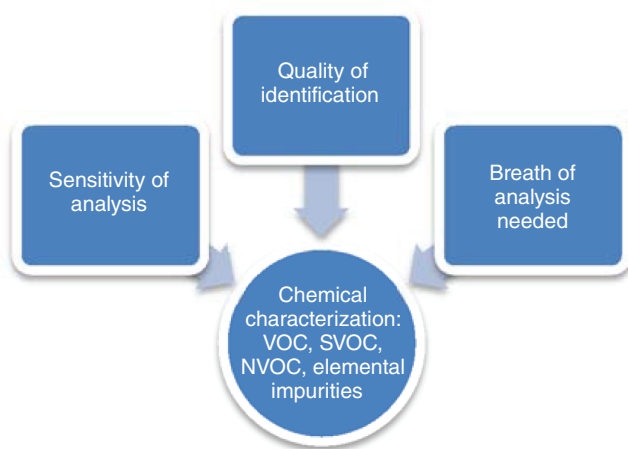 Quality of
identification
Sensitivity of
analysis
Breath of
analysis
needed
Chemical
characterization:
VOC, SVOC,
NVOC, elemental
impurities